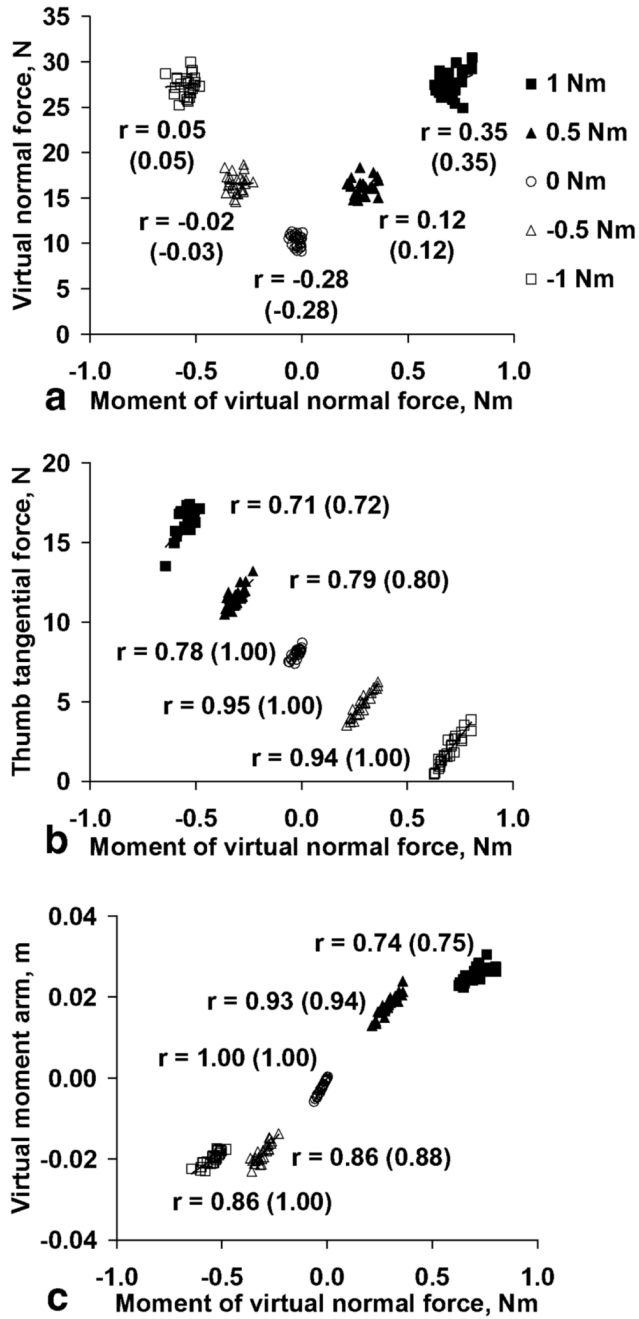 35
30
25
20
15
10
5
0
Virtual normal force, N
r = 0.05
(0.05)
r = 0.35
(0.35)
r = -0.02
(-0.03)
r = 0.12
(0.12)
r = -0.28
(-0.28)
1 Nm
0.5 Nm
0 Nm
-0.5 Nm
-1 Nm
-1.0 -0.5 0.0 0.5 1.0
a Moment of virtual normal force, Nm
20
15
10
5
0
Thumb tangential force, N
r = 0.71 (0.72)
r = 0.79 (0.80)
r = 0.78 (1.00)
r = 0.95 (1.00)
r = 0.94 (1.00)
-1.0 -0.5 0.0 0.5 1.0
b Moment of virtual normal force, Nm
0.04
0.02
0.00
-0.02
-0.04
Virtual moment arm, m
r = 0.74 (0.75)
r = 0.93 (0.94)
r = 1.00 (1.00)
r = 0.86 (0.88)
r = 0.86 (1.00)
-1.0 -0.5 0.0 0.5 1.0
c Moment of virtual normal force, Nm